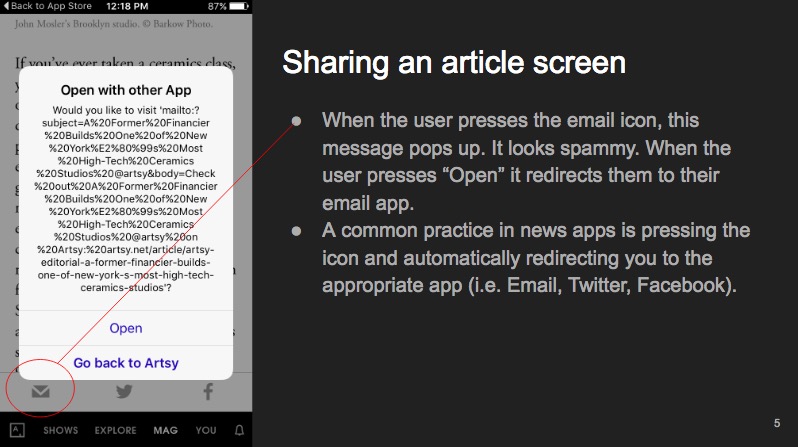 Back to App Store 12:18 PM 87%
John Mosler's Brooklyn studio. © Barkow Photo.
If you've ever taken a ceramics class,
Open with other App
Would you like to visit 'mailto:?
subject=A%20Former%20Financier
%20Builds%20One%20of%20New
%20York%E2%80%99s%20Most
%20High-Tech%20Ceramics
%20Studios%20@artsy&body=Check
%20out%20A%20Former%20Financier
%20Builds%20One%20of%20New
%20York%E2%80%99s%20Most
%20High-Tech%20Ceramics
%20Studios%20@artsy%20on
%20Artsy:%20artsy.net/article/artsy-
editorial-a-former-financier-builds-
one-of-new-york-s-most-high-tech-
ceramics-studios'?
Open
Go back to Artsy
A SHOWS EXPLORE MAG YOU
Sharing an article screen
● When the user presses the email icon, this
message pops up. It looks spammy. When the
user presses “Open” it redirects them to their
email app.
● A common practice in news apps is pressing the
icon and automatically redirecting you to the
appropriate app (i.e. Email, Twitter, Facebook).
5